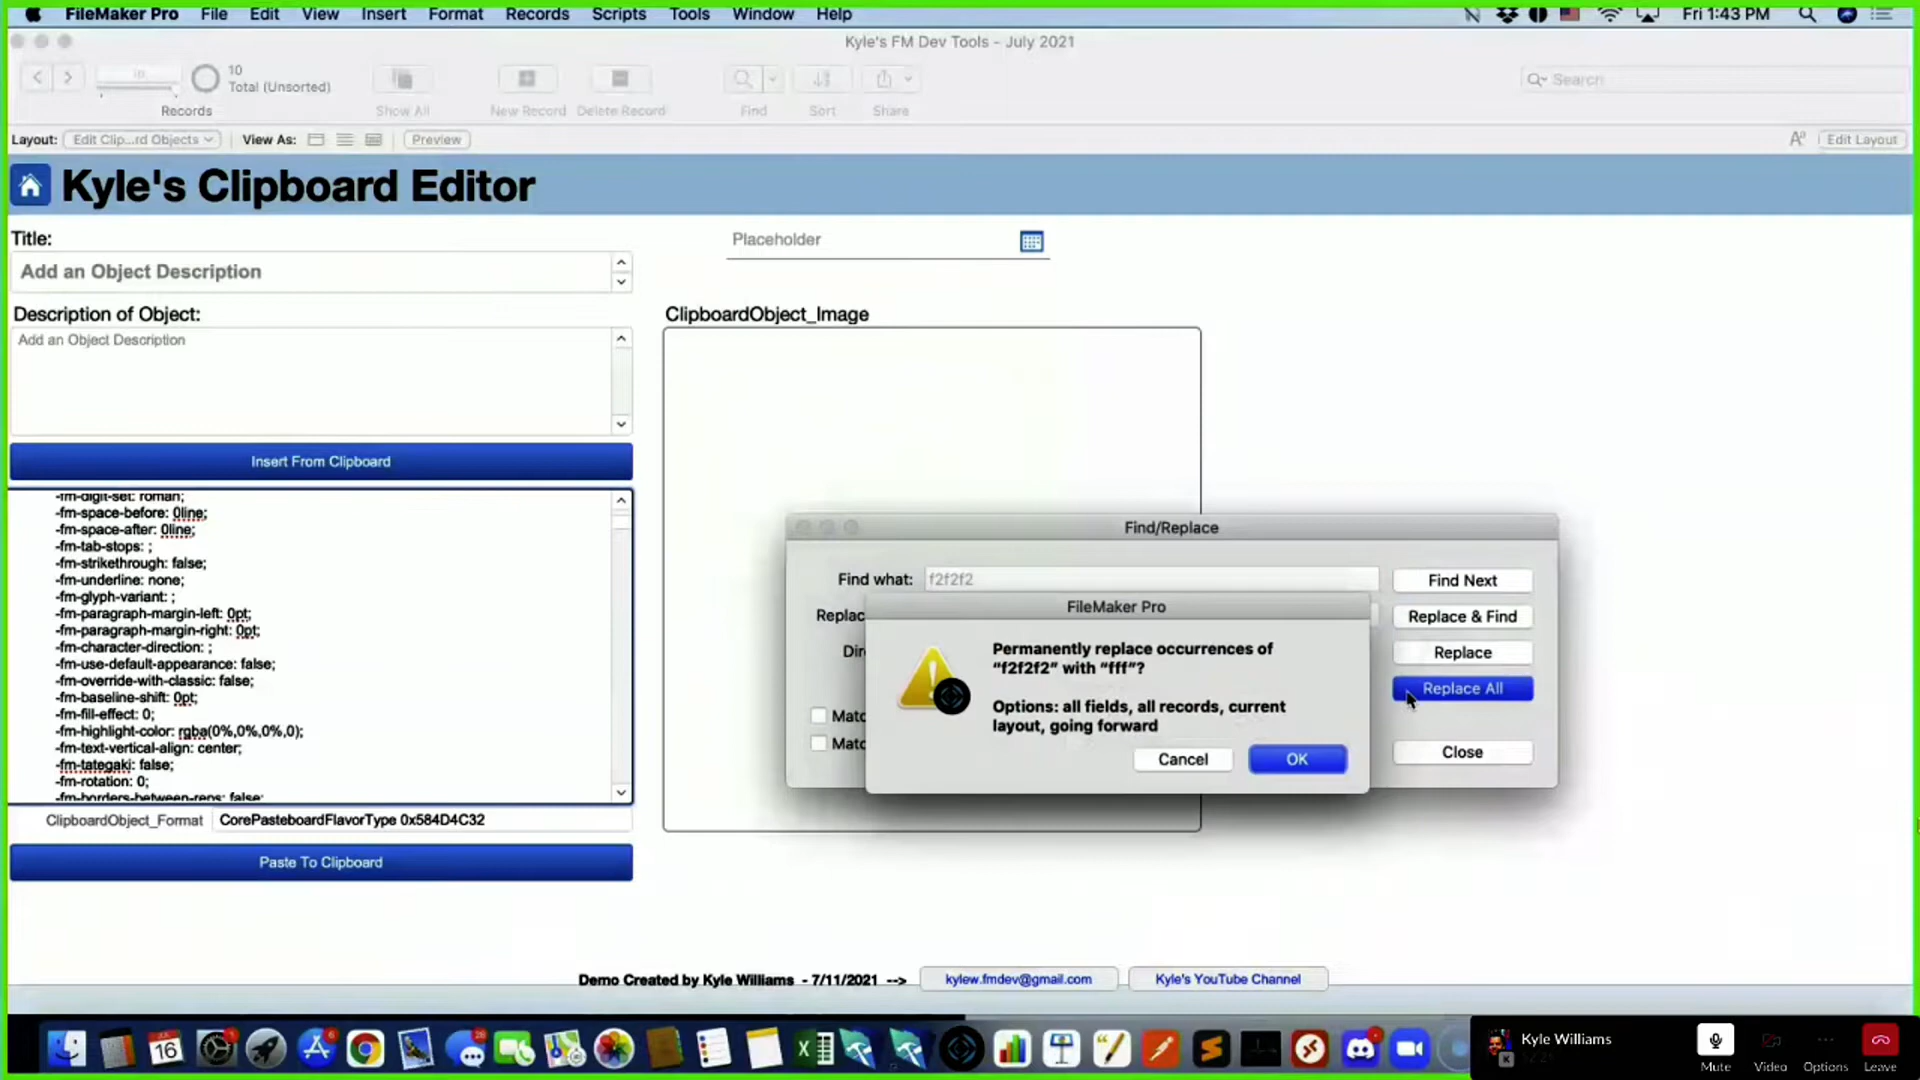 FileMaker Pro File Edit View Insert Format Records Scripts Tools Window Help Fri 1:43 PM
Kyle's FM Dev Tools - July 2021
10
Total (Unsorted)
Records Show All New Record Delete Record Find Sort Share
Search
Layout: Edit Clip...rd Objects View As: Preview Edit Layout
Kyle's Clipboard Editor
Title:
Add an Object Description
Placeholder
Description of Object:
Add an Object Description
ClipboardObject_Image
Insert From Clipboard
-fm-digit-set: roman;
-fm-space-before: 0line;
-fm-space-after: 0line;
-fm-tab-stops: ;
-fm-strikethrough: false;
-fm-underline: none;
-fm-glyph-variant: ;
-fm-paragraph-margin-left: 0pt;
-fm-paragraph-margin-right: 0pt;
-fm-character-direction: ;
-fm-use-default-appearance: false;
-fm-override-with-classic: false;
-fm-baseline-shift: 0pt;
-fm-fill-effect: 0;
-fm-highlight-color: rgba(0%,0%,0%,0);
-fm-text-vertical-align: center;
-fm-tategaki: false;
-fm-rotation: 0;
-fm-borders-between-reps: false;
ClipboardObject_Format CorePasteboardFlavorType 0x584D4C32
Paste To Clipboard
Find/Replace
Find what: f2f2f2
Replac
Dir
Matc
Matc
Find Next
Replace & Find
Replace
Replace All
Close
FileMaker Pro
Permanently replace occurrences of
“f2f2f2” with “fff”?
Options: all fields, all records, current
layout, going forward
Cancel OK
Demo Created by Kyle Williams - 7/11/2021 --> kylew.fmdev@gmail.com Kyle's YouTube Channel
16
Kyle Williams
K
Mute Video Options Leave